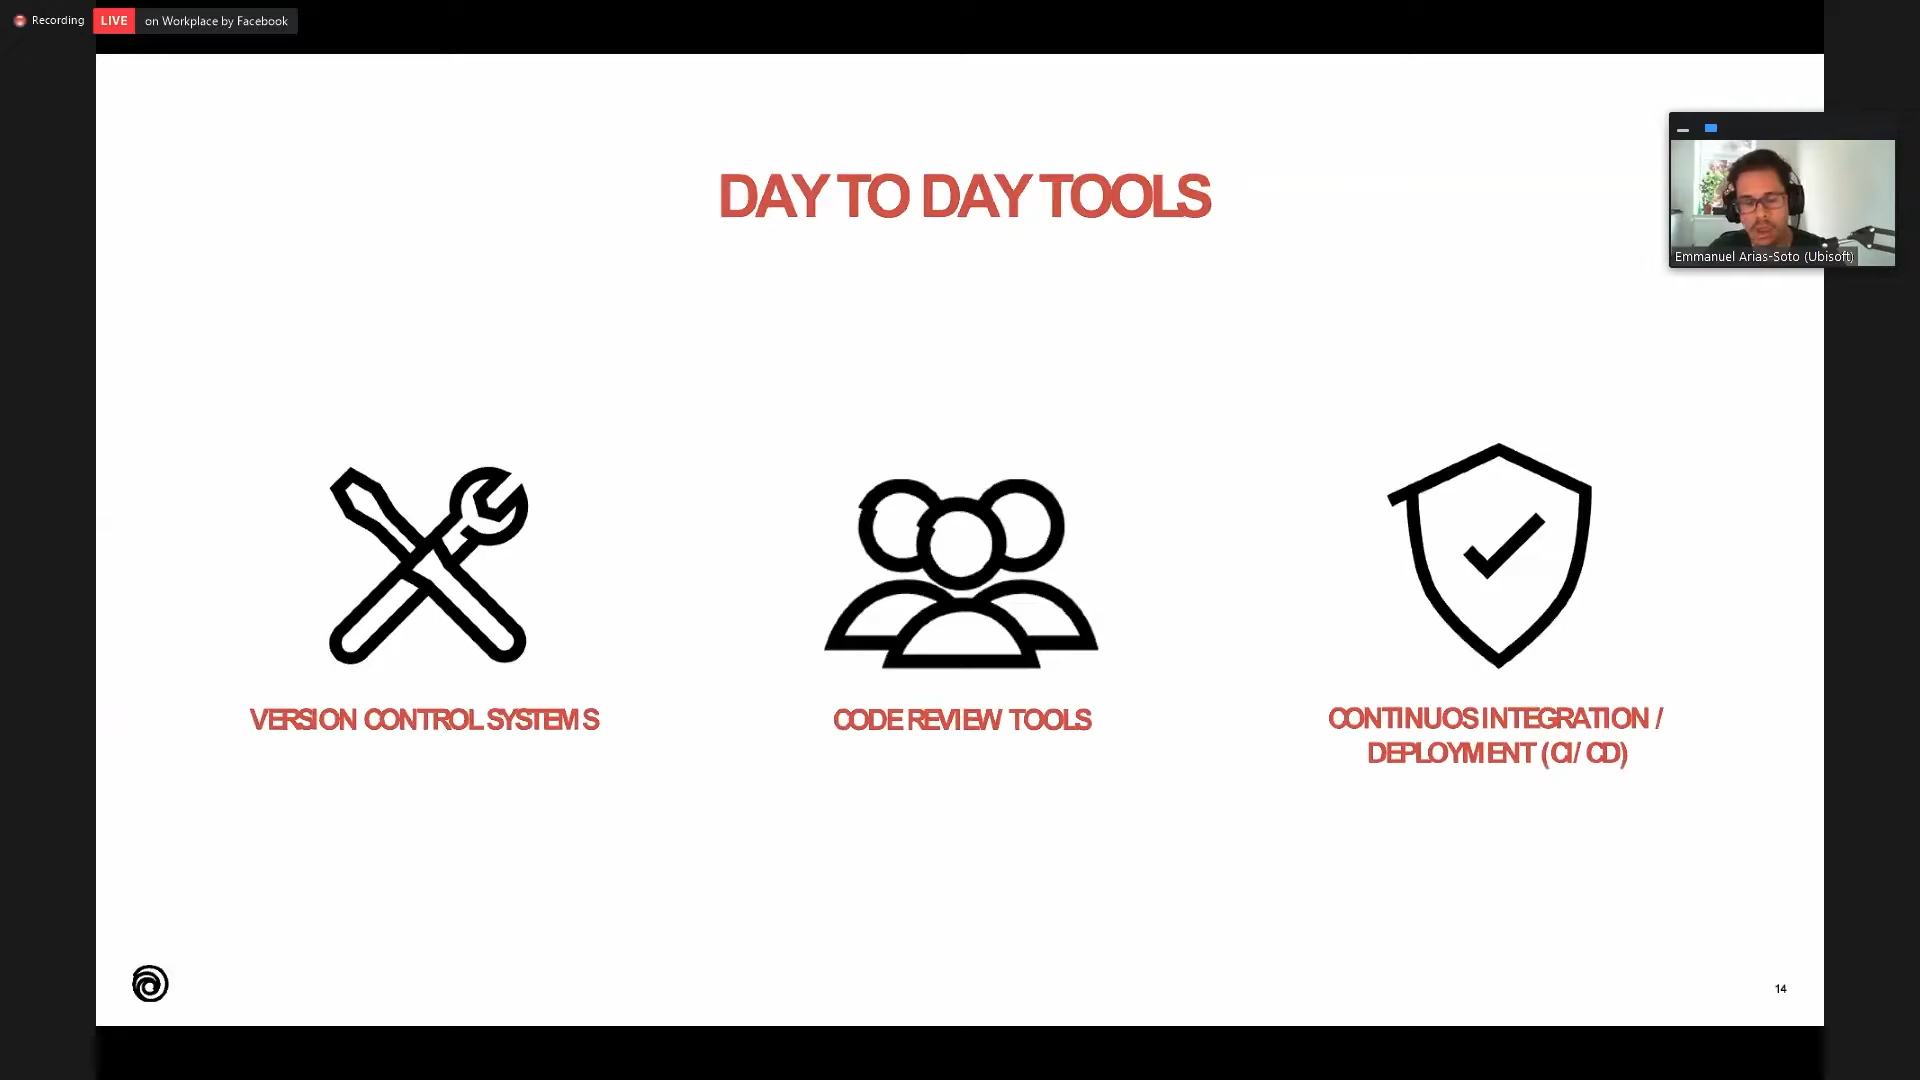 Recording
LIVE
on Workplace by Facebook
DAY TO DAY TOOLS
Emmanuel Arias-Soto (Ubisoft)
VERSION CONTROL SYSTEMS
CODE REVIEW TOOLS
CONTINUOS INTEGRATION /
DEPLOYMENT (CI/CD)
14